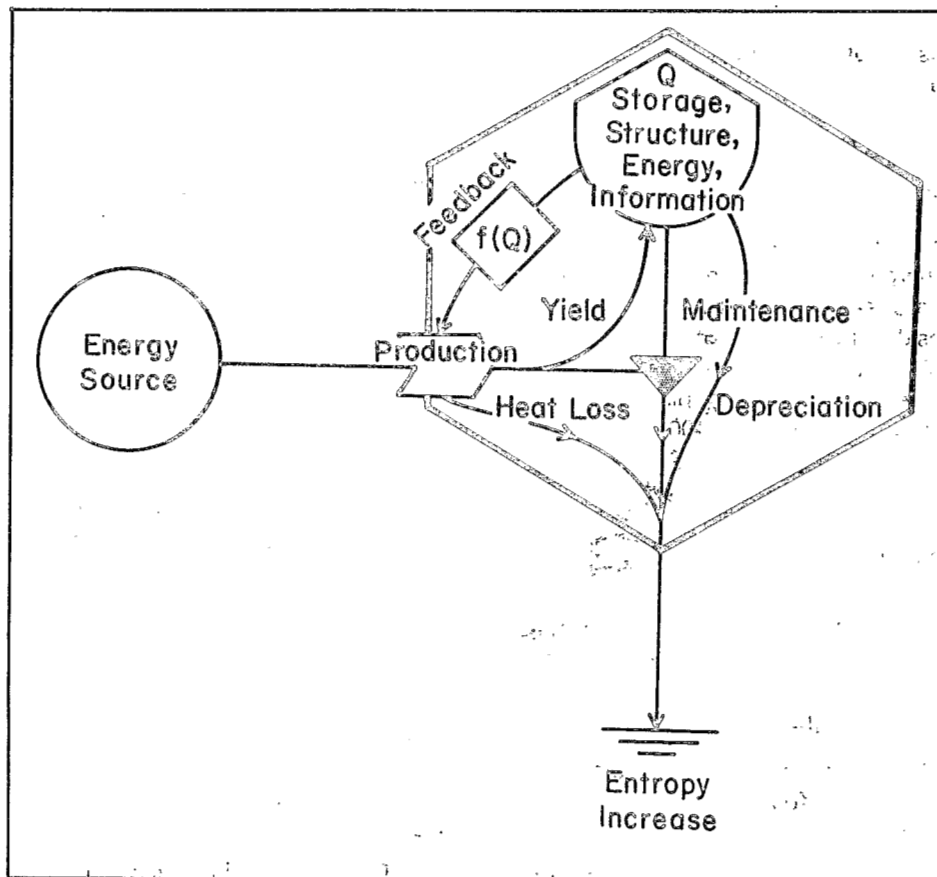 Q
Storage,
Structure,
Energy,
Information
Feedback
f(Q)
Yield
Maintenance
Energy
Source
Production
Heat Loss
Depreciation
Entropy
Increase